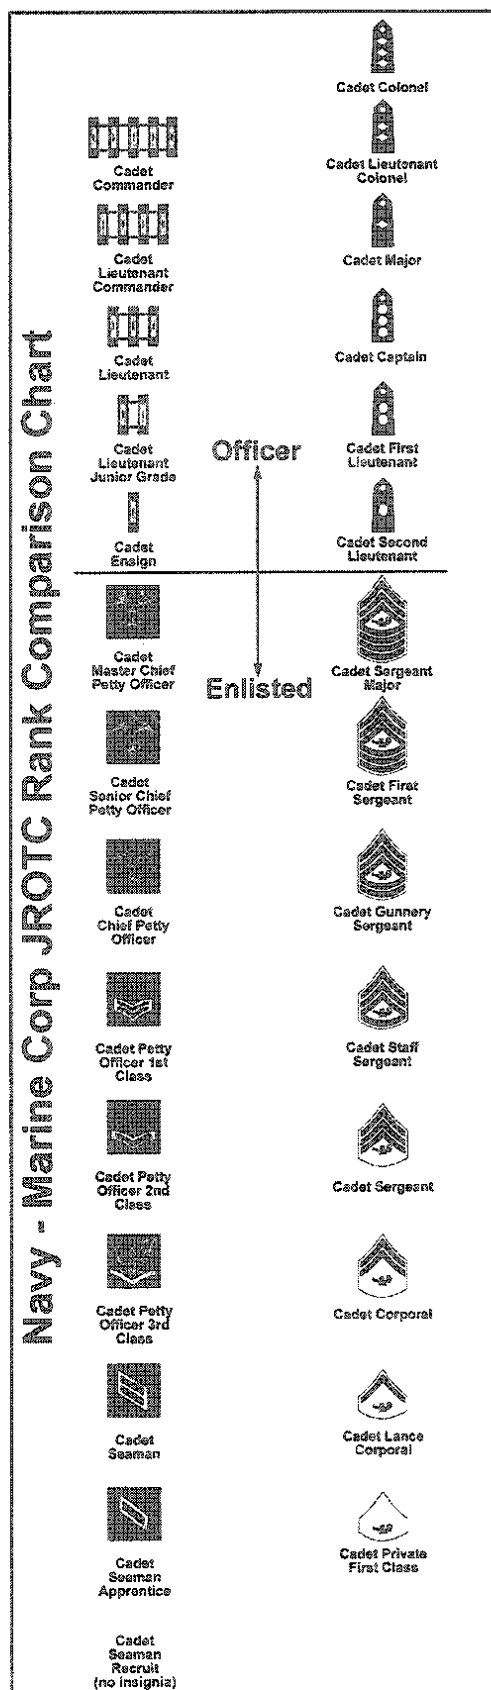 Navy - Marine Corp JROTC Rank Comparison Chart
Cadet Colonel
Cadet
Commander
Cadet Lieutenant
Colonel
Cadet
Lieutenant
Commander
Cadet Major
Cadet
Lieutenant
Cadet Captain
Cadet
Lieutenant
Junior Grade
Officer
Cadet First
Lieutenant
Cadet
Ensign
Cadet Second
Lieutenant
Cadet
Master Chief
Petty Officer
Enlisted
Cadet Sergeant
Major
Cadet
Senior Chief
Petty Officer
Cadet First
Sergeant
Cadet
Chief Petty
Officer
Cadet Gunnery
Sergeant
Cadet Petty
Officer 1st
Class
Cadet Staff
Sergeant
Cadet Petty
Officer 2nd
Class
Cadet Sergeant
Cadet Petty
Officer 3rd
Class
Cadet Corporal
Cadet
Seaman
Cadet Lance
Corporal
Cadet
Seaman
Apprentice
Cadet Private
First Class
Cadet
Seaman
Recruit
(no insignia)